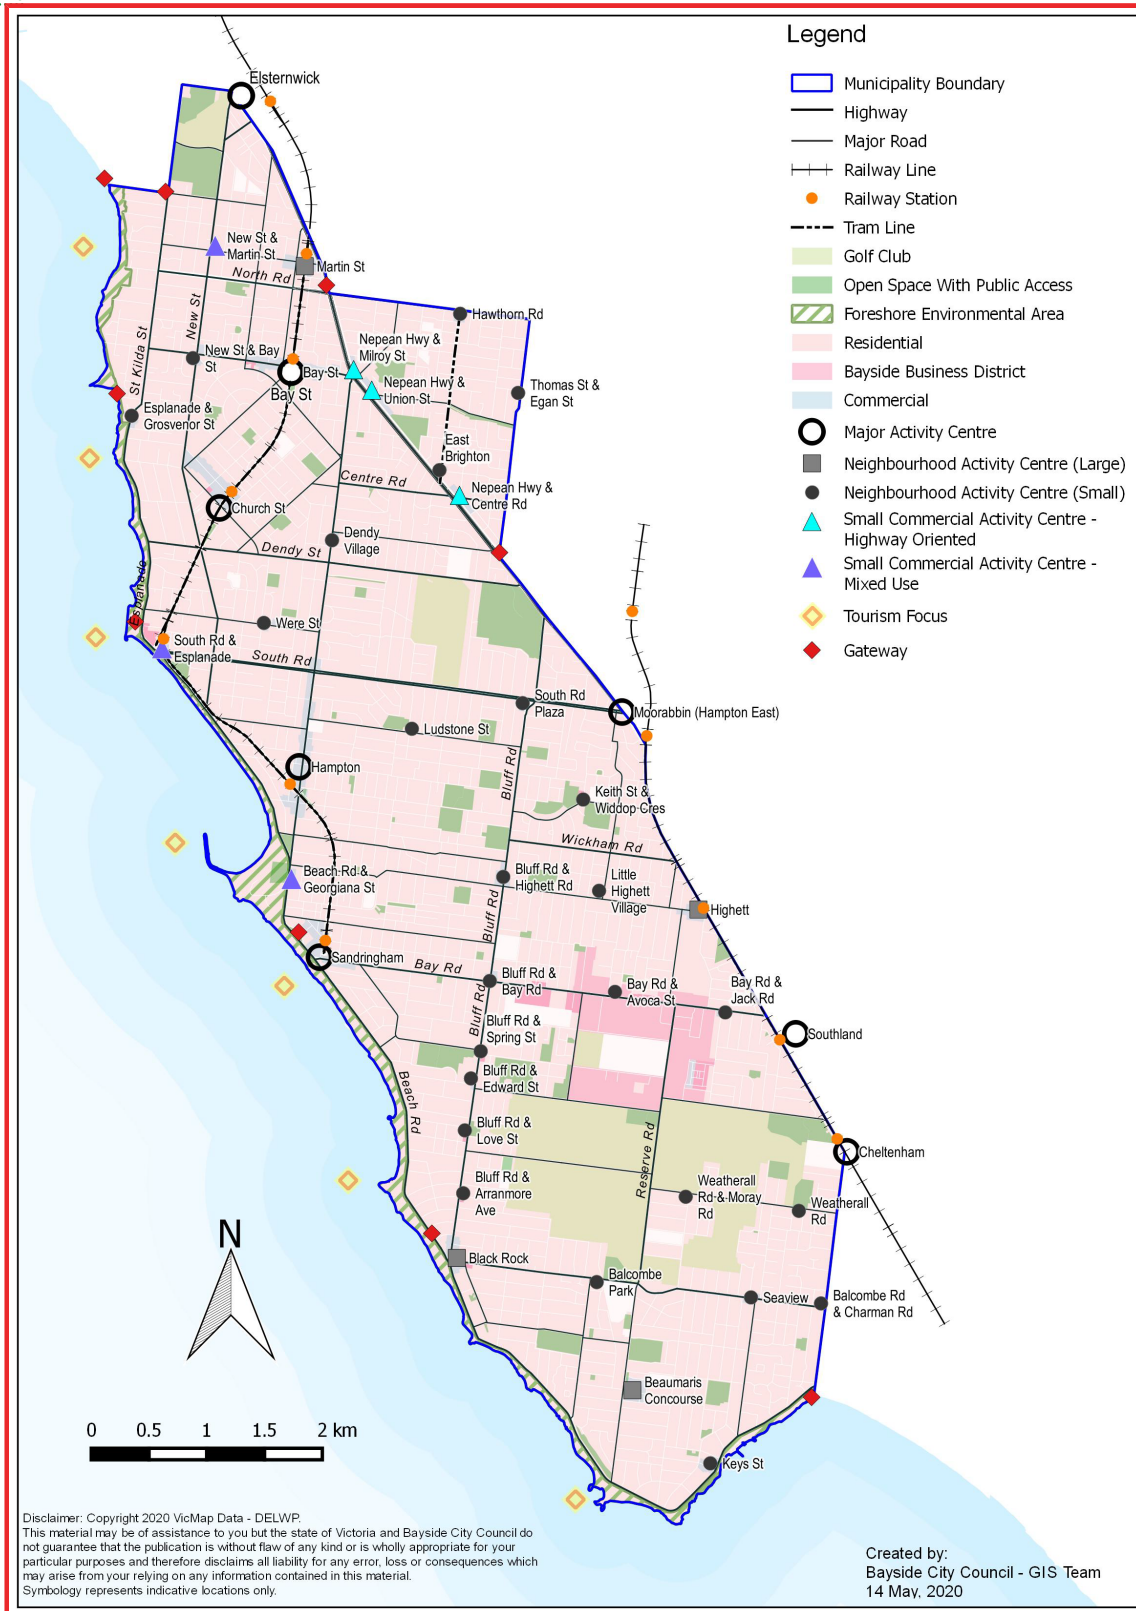 Legend
Municipality Boundary
Highway
Major Road
Railway Line
Railway Station
Tram Line
Golf Club
Open Space With Public Access
Foreshore Environmental Area
Residential
Bayside Business District
Commercial
Major Activity Centre
Neighbourhood Activity Centre (Large)
Neighbourhood Activity Centre (Small)
Small Commercial Activity Centre -
Highway Oriented
Small Commercial Activity Centre -
Mixed Use
Tourism Focus
Gateway
Elsternwick
New St &
Martin St
Martin St
North Rd
Hawthorn Rd
New St
St Kilda St
New St & Bay
St
Bay St
Bay St
Nepean Hwy &
Milroy St
Nepean Hwy &
Union St
Thomas St &
Egan St
Esplanade &
Grosvenor St
East
Brighton
Centre Rd
Nepean Hwy &
Centre Rd
Church St
Dendy
Village
Dendy St
Esplanade
Were St
South Rd &
Esplanade
South Rd
South Rd
Plaza
Moorabbin (Hampton East)
Ludstone St
Hampton
Bluff Rd
Keith St &
Widdop Cres
Wickham Rd
Beach Rd &
Georgiana St
Bluff Rd &
Highett Rd
Little
Highett
Village
Highett
Bluff Rd
Sandringham
Bay Rd
Bluff Rd &
Bay Rd
Bay Rd &
Avoca St
Bay Rd &
Jack Rd
Bluff Rd
Bluff Rd &
Spring St
Southland
Bluff Rd &
Edward St
Beach Rd
Bluff Rd &
Love St
Reserve Rd
Cheltenham
Bluff Rd &
Arranmore
Ave
Weatherall
Rd & Moray
Rd
Weatherall
Rd
Black Rock
Balcombe
Park
Seaview
Balcombe Rd
& Charman Rd
Beaumaris
Concourse
Keys St
N
0 0.5 1 1.5 2 km
Disclaimer: Copyright 2020 VicMap Data - DELWP.
This material may be of assistance to you but the state of Victoria and Bayside City Council do
not guarantee that the publication is without flaw of any kind or is wholly appropriate for your
particular purposes and therefore disclaims all liability for any error, loss or consequences which
may arise from your relying on any information contained in this material.
Symbology represents indicative locations only.
Created by:
Bayside City Council - GIS Team
14 May, 2020